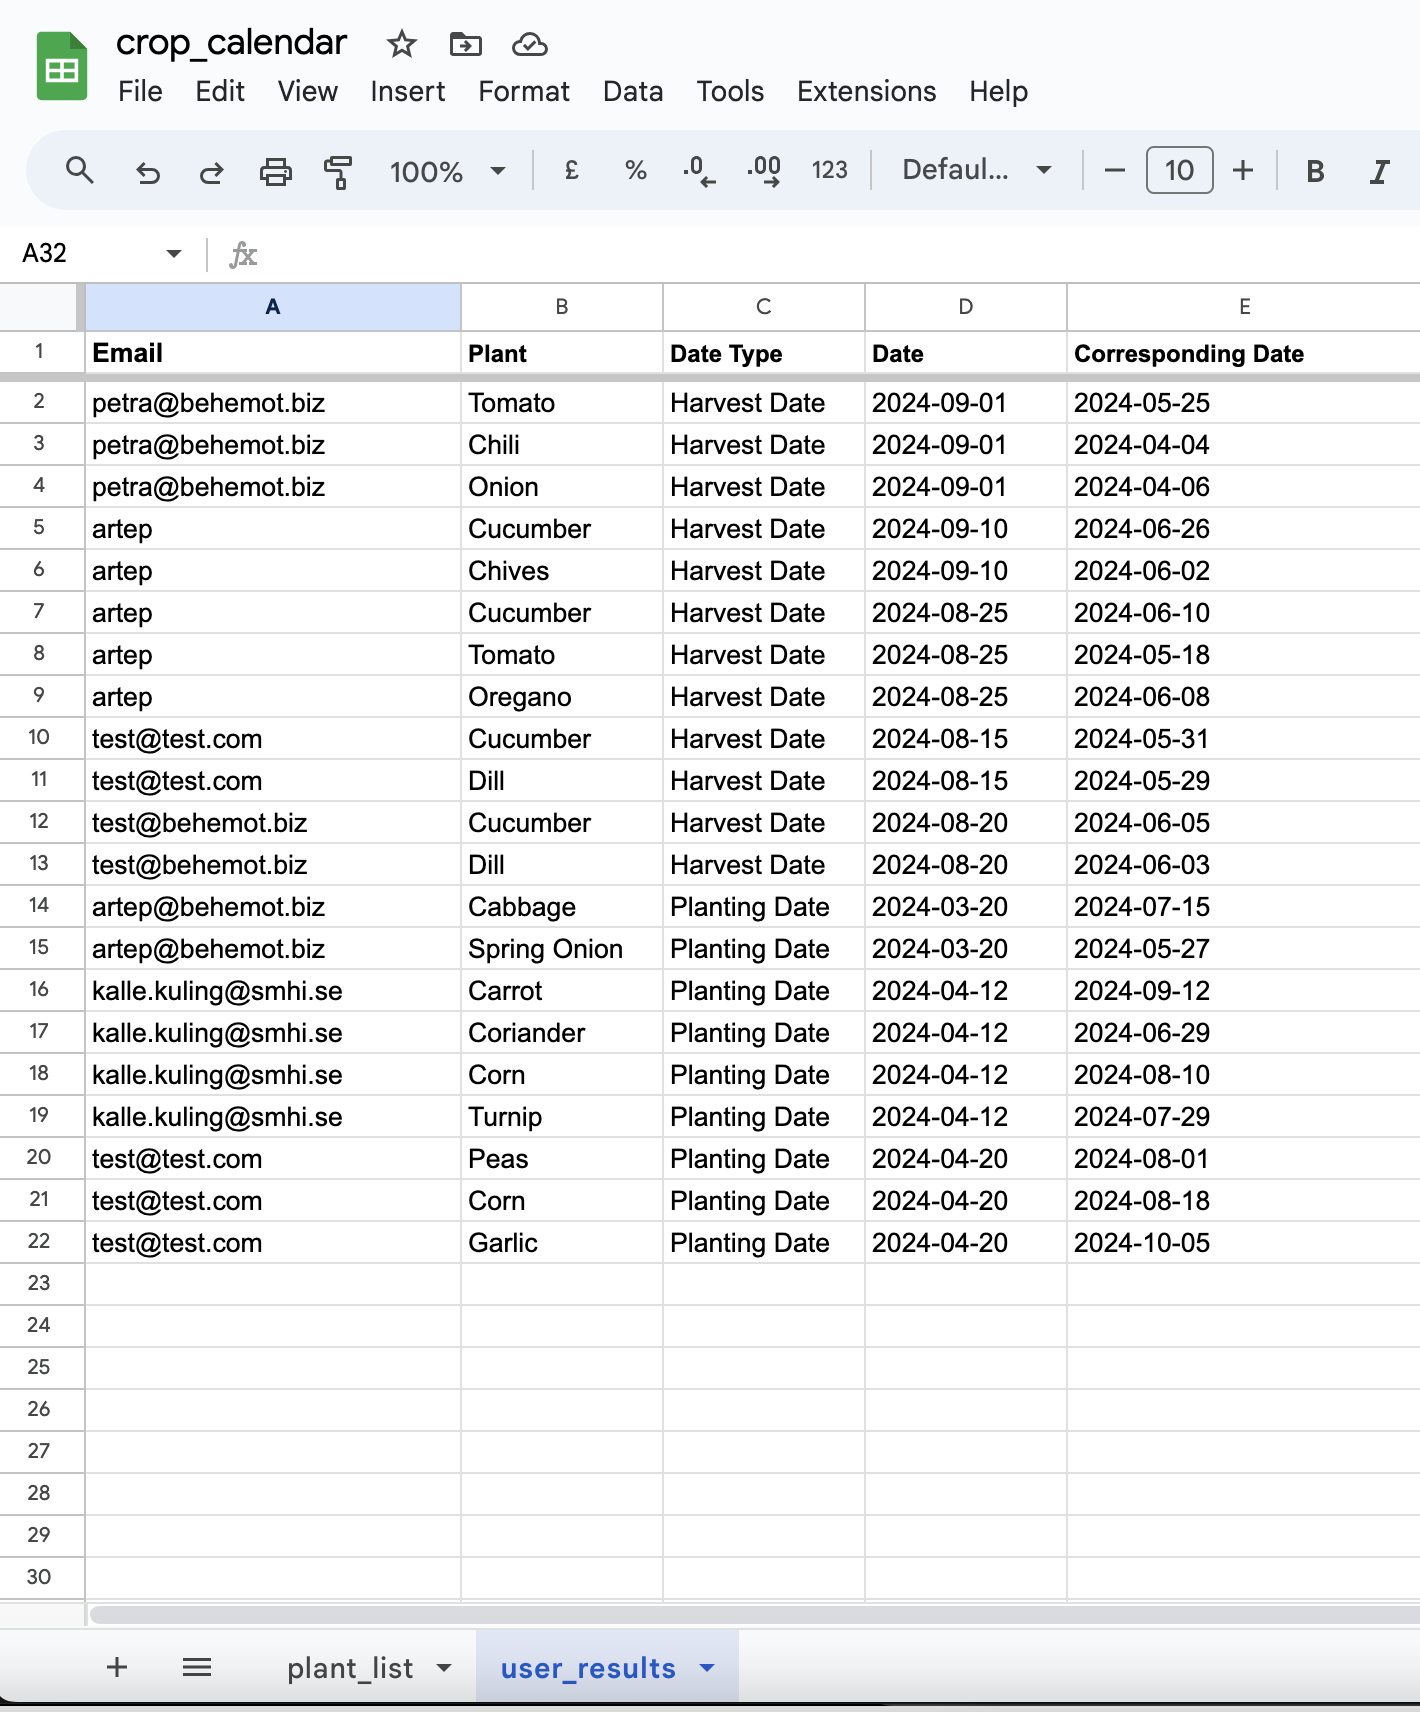 crop_calendar
File Edit View Insert Format Data Tools Extensions Help
100% £ % .0 .00 123 Defaul... − 10 + B I
A32 fx
A B C D E
1 Email Plant Date Type Date Corresponding Date
2 petra@behemot.biz Tomato Harvest Date 2024-09-01 2024-05-25
3 petra@behemot.biz Chili Harvest Date 2024-09-01 2024-04-04
4 petra@behemot.biz Onion Harvest Date 2024-09-01 2024-04-06
5 artep Cucumber Harvest Date 2024-09-10 2024-06-26
6 artep Chives Harvest Date 2024-09-10 2024-06-02
7 artep Cucumber Harvest Date 2024-08-25 2024-06-10
8 artep Tomato Harvest Date 2024-08-25 2024-05-18
9 artep Oregano Harvest Date 2024-08-25 2024-06-08
10 test@test.com Cucumber Harvest Date 2024-08-15 2024-05-31
11 test@test.com Dill Harvest Date 2024-08-15 2024-05-29
12 test@behemot.biz Cucumber Harvest Date 2024-08-20 2024-06-05
13 test@behemot.biz Dill Harvest Date 2024-08-20 2024-06-03
14 artep@behemot.biz Cabbage Planting Date 2024-03-20 2024-07-15
15 artep@behemot.biz Spring Onion Planting Date 2024-03-20 2024-05-27
16 kalle.kuling@smhi.se Carrot Planting Date 2024-04-12 2024-09-12
17 kalle.kuling@smhi.se Coriander Planting Date 2024-04-12 2024-06-29
18 kalle.kuling@smhi.se Corn Planting Date 2024-04-12 2024-08-10
19 kalle.kuling@smhi.se Turnip Planting Date 2024-04-12 2024-07-29
20 test@test.com Peas Planting Date 2024-04-20 2024-08-01
21 test@test.com Corn Planting Date 2024-04-20 2024-08-18
22 test@test.com Garlic Planting Date 2024-04-20 2024-10-05
23
24
25
26
27
28
29
30
+ plant_list user_results